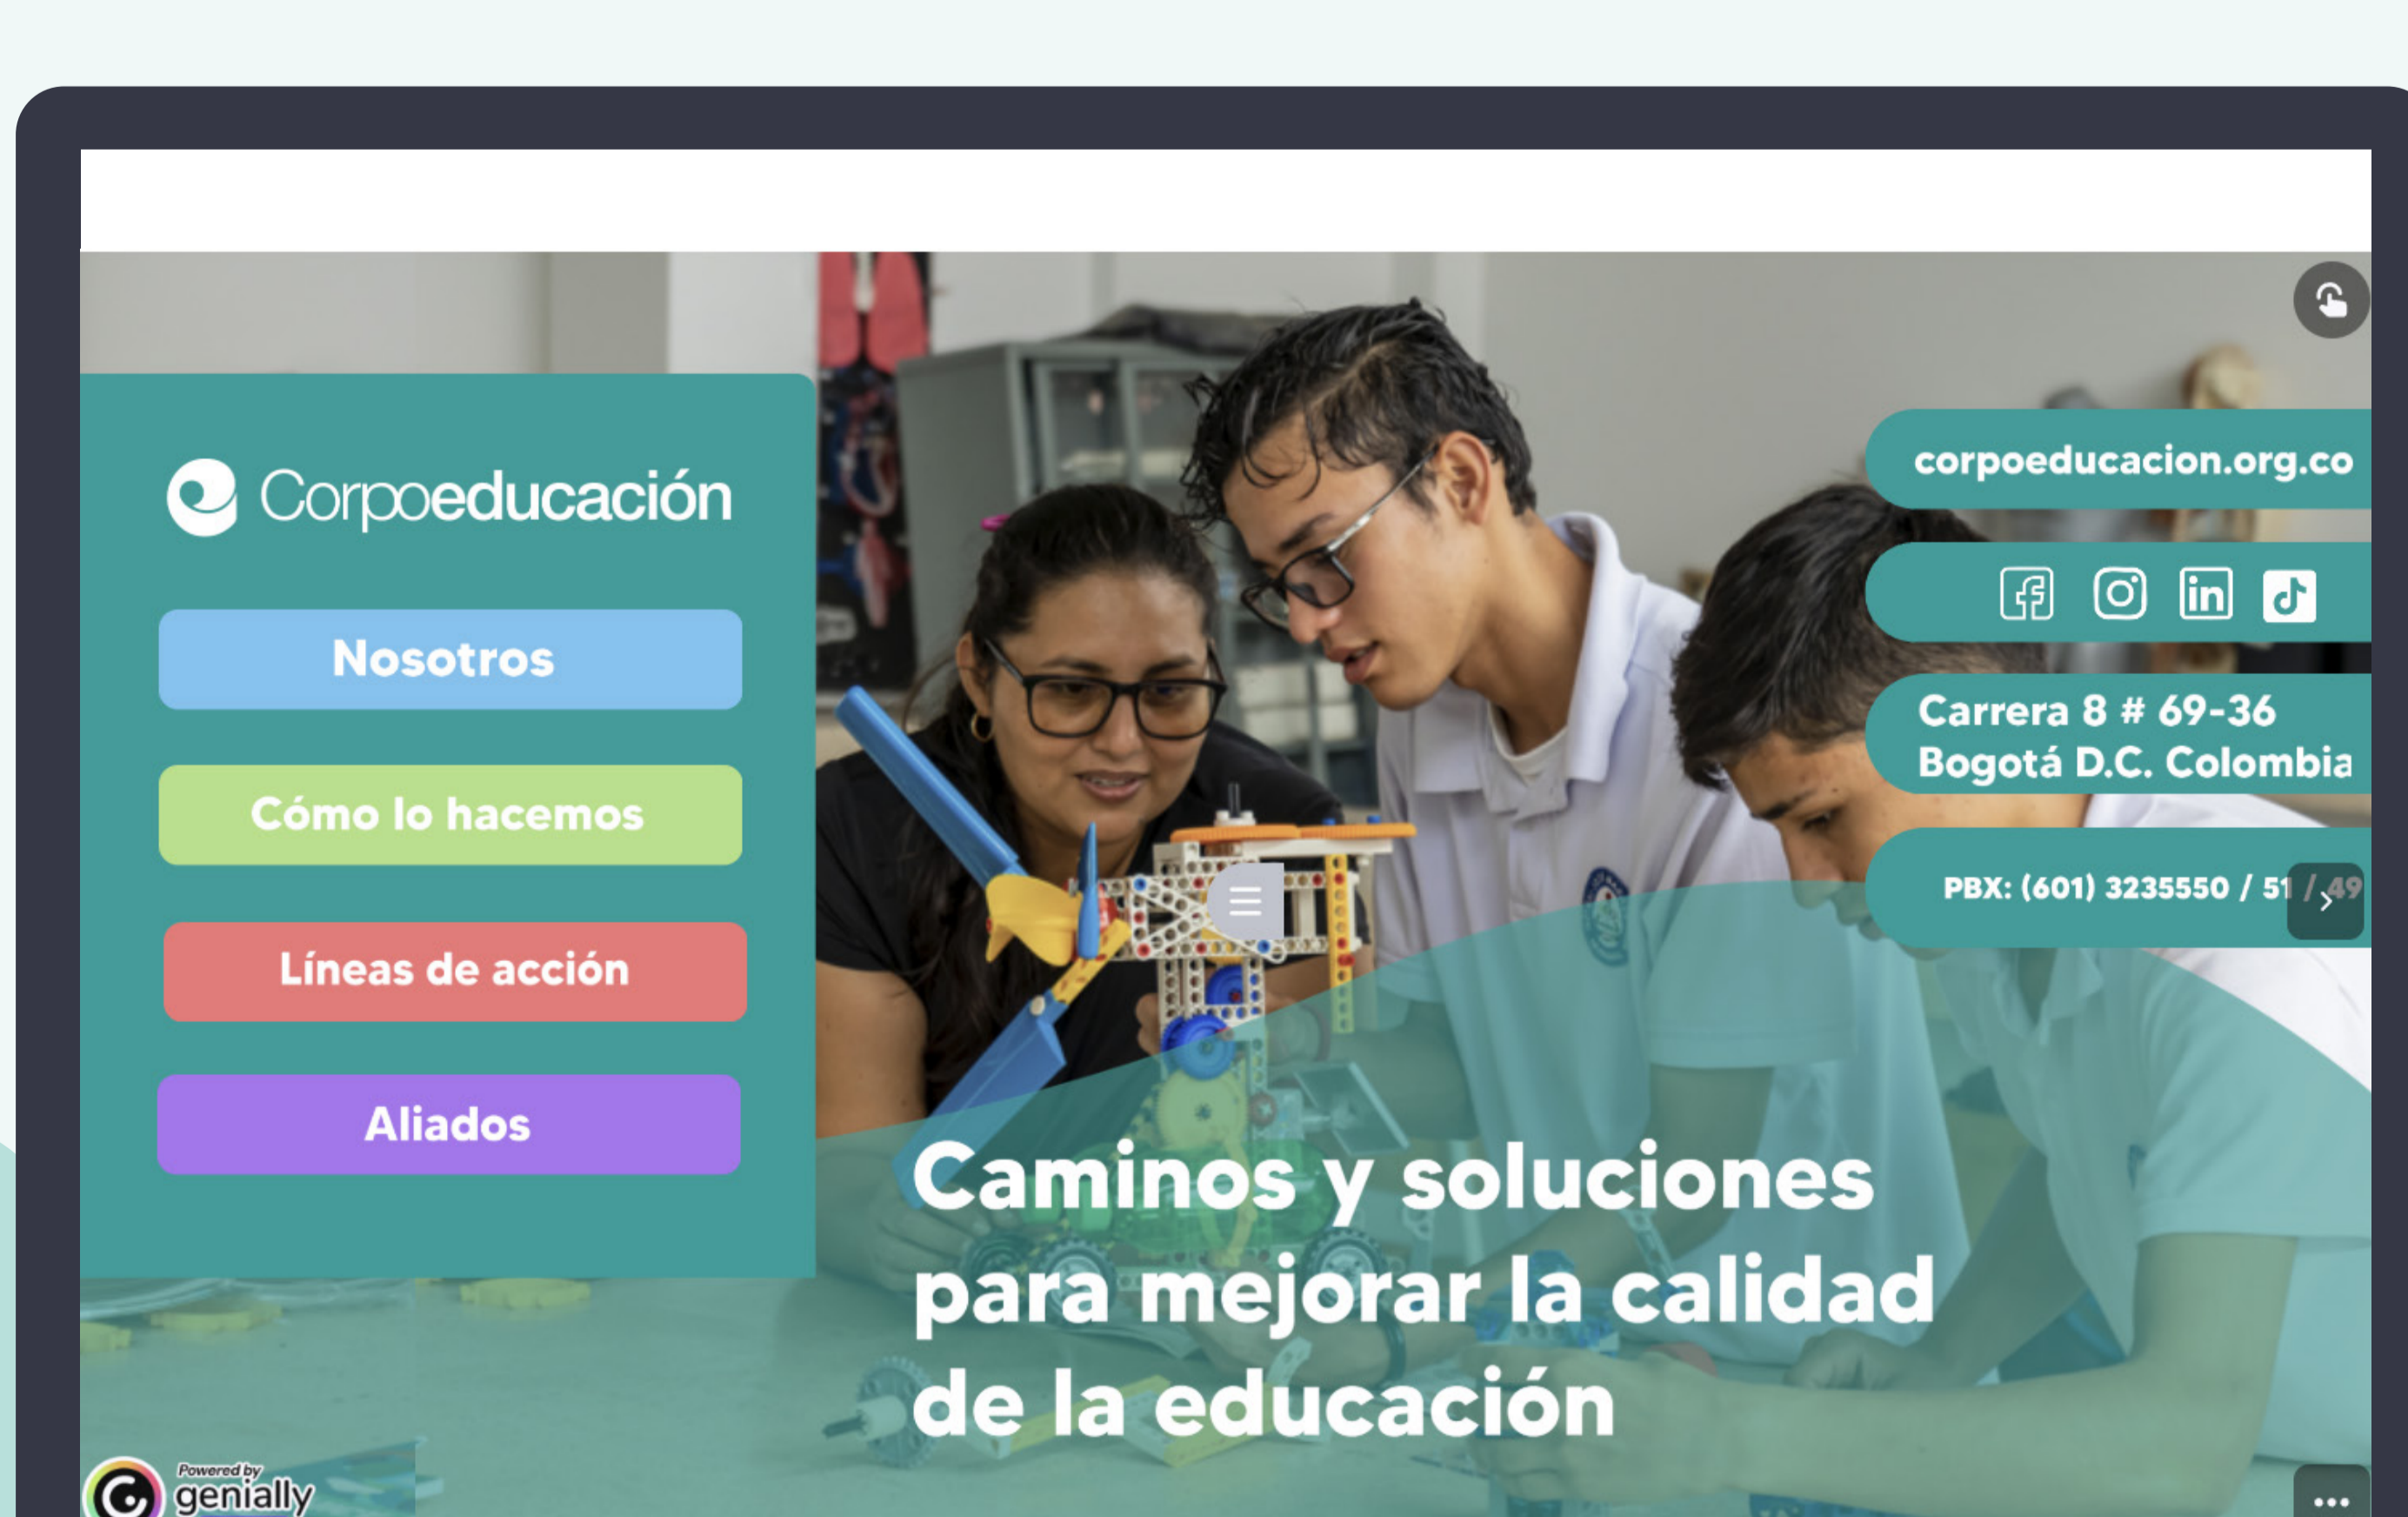 Corpoeducación
Nosotros
Cómo lo hacemos
Líneas de acción
Aliados
corpoeducacion.org.co
Carrera 8 # 69-36
Bogotá D.C. Colombia
PBX: (601) 3235550 / 51 / 49
Caminos y soluciones
para mejorar la calidad
de la educación
Powered by
genially